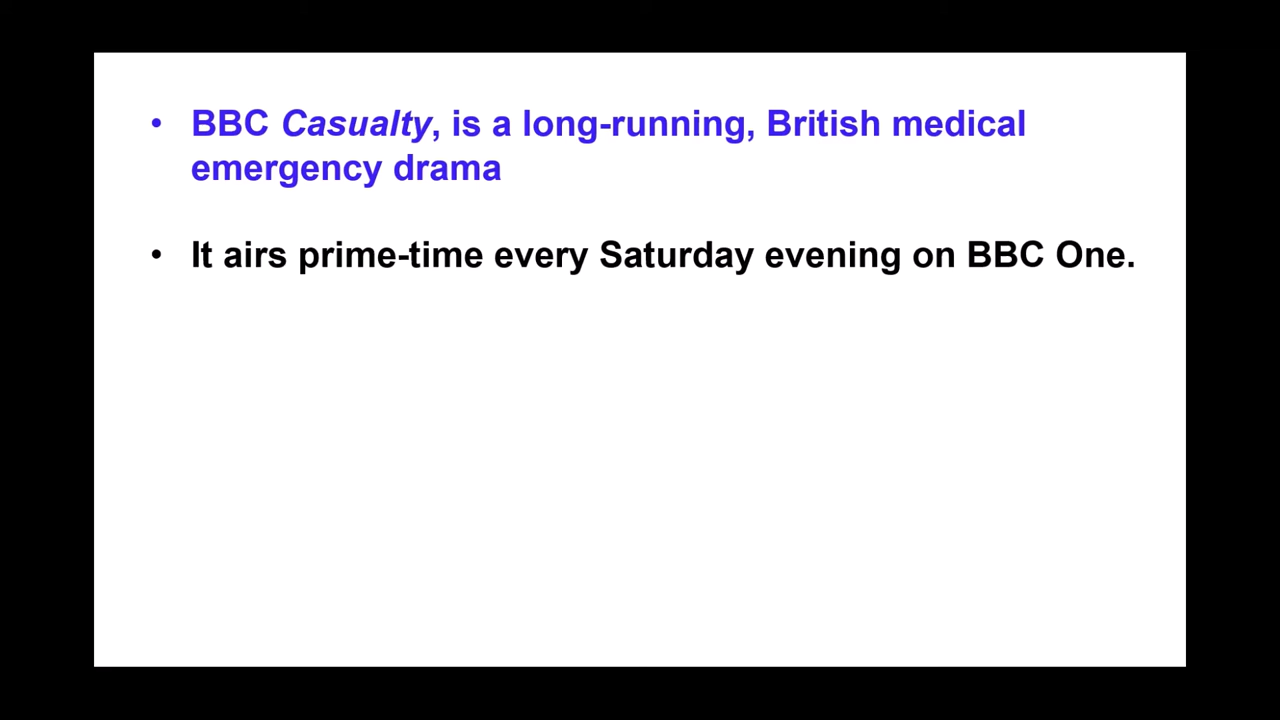 • BBC Casualty, is a long-running, British medical
emergency drama
• It airs prime-time every Saturday evening on BBC One.